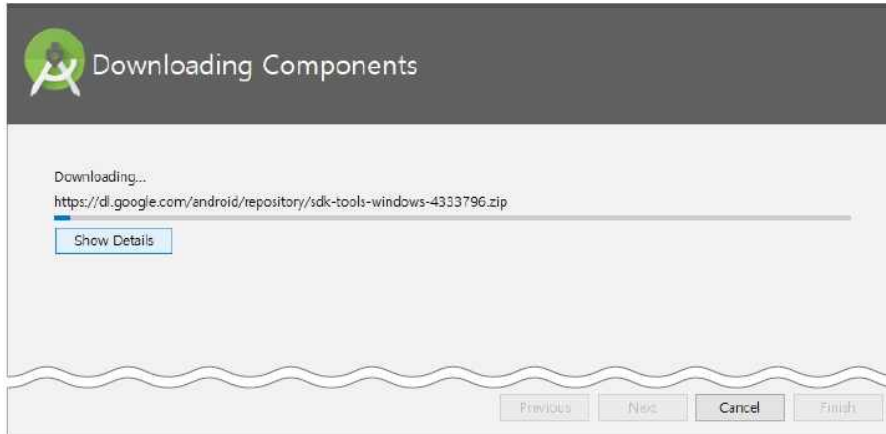 Downloading Components
Downloading...
https://dl.google.com/android/repository/sdk-tools-windows-4333796.zip
Show Details
Previous Next Cancel Finish